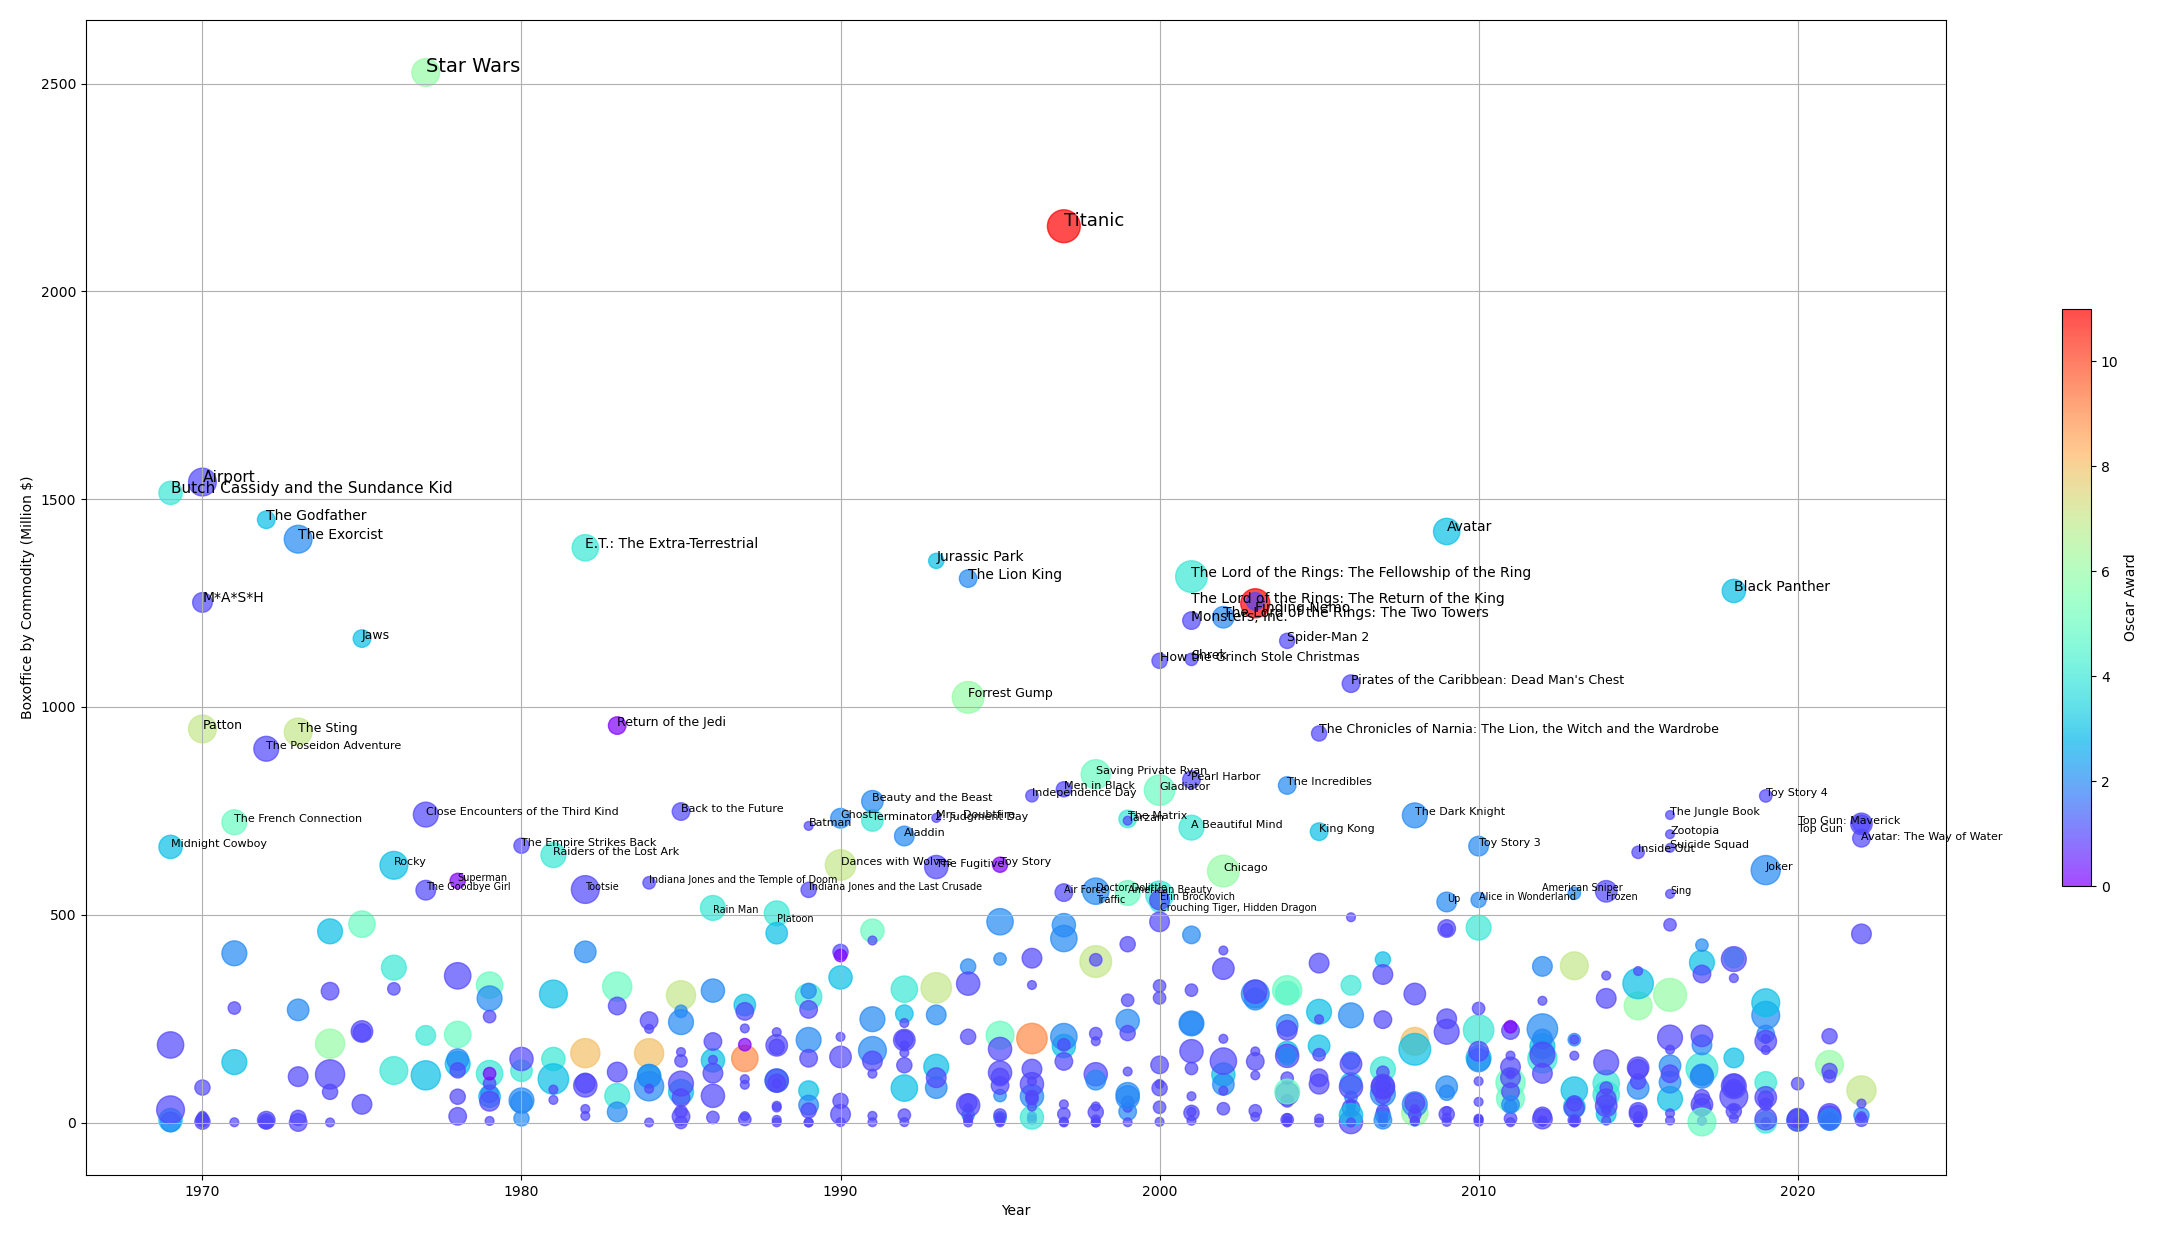 2500
2000
1500
1000
500
0
Boxoffice by Commodity (Million $)
Star Wars
Titanic
Airport
Butch Cassidy and the Sundance Kid
The Godfather
The Exorcist
E.T.: The Extra-Terrestrial
Jurassic Park
The Lion King
Avatar
The Lord of the Rings: The Fellowship of the Ring
Black Panther
M*A*S*H
The Lord of the Rings: The Return of the King
Finding Nemo
The Lord of the Rings: The Two Towers
Monsters, Inc.
Jaws
Spider-Man 2
Shrek
How the Grinch Stole Christmas
Pirates of the Caribbean: Dead Man's Chest
Forrest Gump
Return of the Jedi
Patton
The Sting
The Chronicles of Narnia: The Lion, the Witch and the Wardrobe
The Poseidon Adventure
Saving Private Ryan
Pearl Harbor
Men in Black
Gladiator
The Incredibles
Independence Day
Toy Story 4
Beauty and the Beast
Back to the Future
Close Encounters of the Third Kind
Ghost
Mrs. Doubtfire
Terminator 2: Judgment Day
The Matrix
Tarzan
The Dark Knight
The Jungle Book
The French Connection
Batman
A Beautiful Mind
King Kong
Top Gun: Maverick
Top Gun
Zootopia
Aladdin
Avatar: The Way of Water
Midnight Cowboy
The Empire Strikes Back
Raiders of the Lost Ark
Toy Story 3
Inside Out
Suicide Squad
Rocky
Dances with Wolves
The Fugitive
Toy Story
Chicago
Joker
Superman
The Goodbye Girl
Tootsie
Indiana Jones and the Temple of Doom
Indiana Jones and the Last Crusade
Air Force
Doctor Dolittle
American Beauty
Traffic
Erin Brockovich
Crouching Tiger, Hidden Dragon
Up
Alice in Wonderland
American Sniper
Frozen
Sing
Rain Man
Platoon
1970
1980
1990
2000
2010
2020
Year
10
8
6
4
2
0
Oscar Award